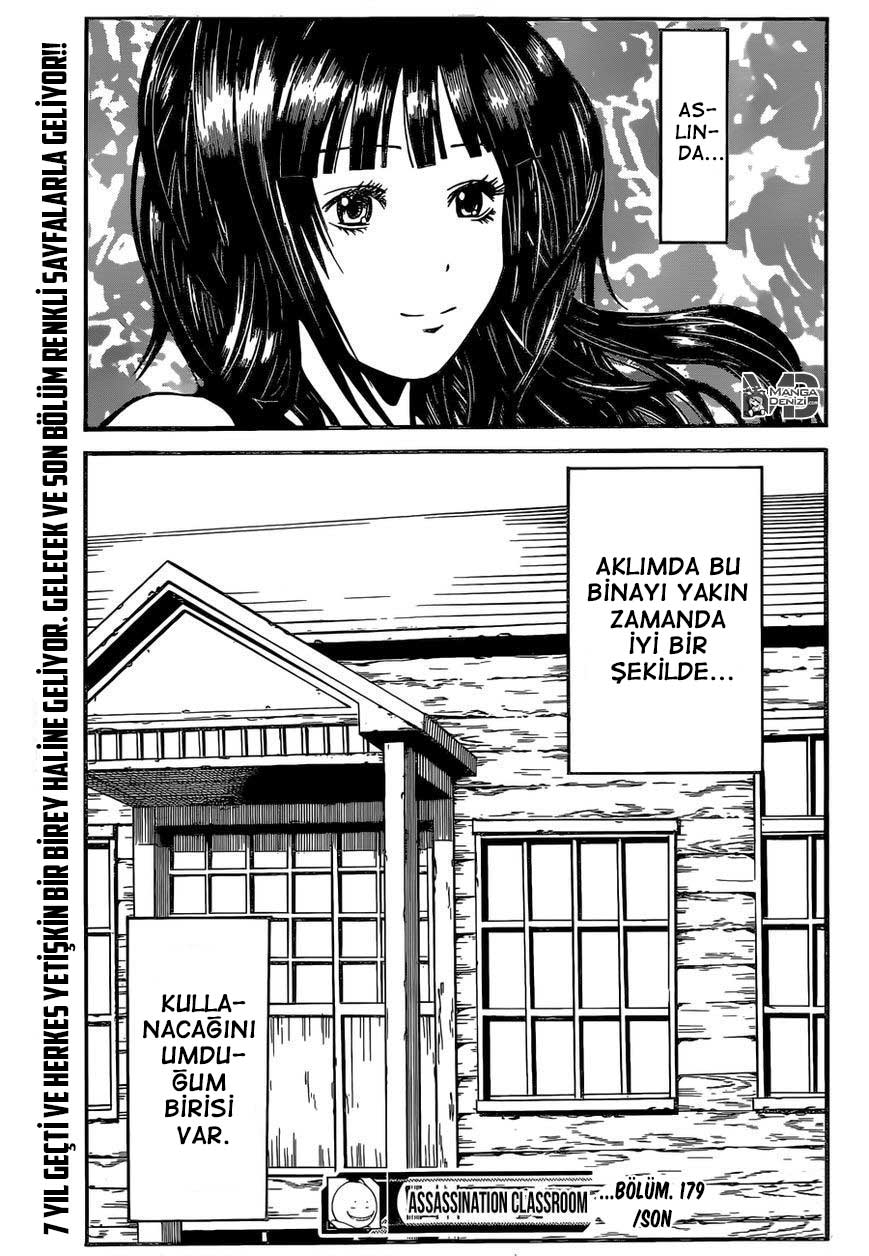 7 YIL GEÇTİ VE HERKES YETİŞKİN BİR BİREY HALİNE GELİYOR. GELECEK VE SON BÖLÜM RENKLİ SAYFALARLA GELİYOR!!
AS-
LIN-
DA...
MANGA
DENİZİ
AKLIMDA BU
BİNAYI YAKIN
ZAMANDA
İYİ BİR
ŞEKİLDE...
KULLA-
NACAĞINI
UMDU-
ĞUM
BİRİSİ
VAR.
ASSASSINATION CLASSROOM
...BÖLÜM. 179
/SON